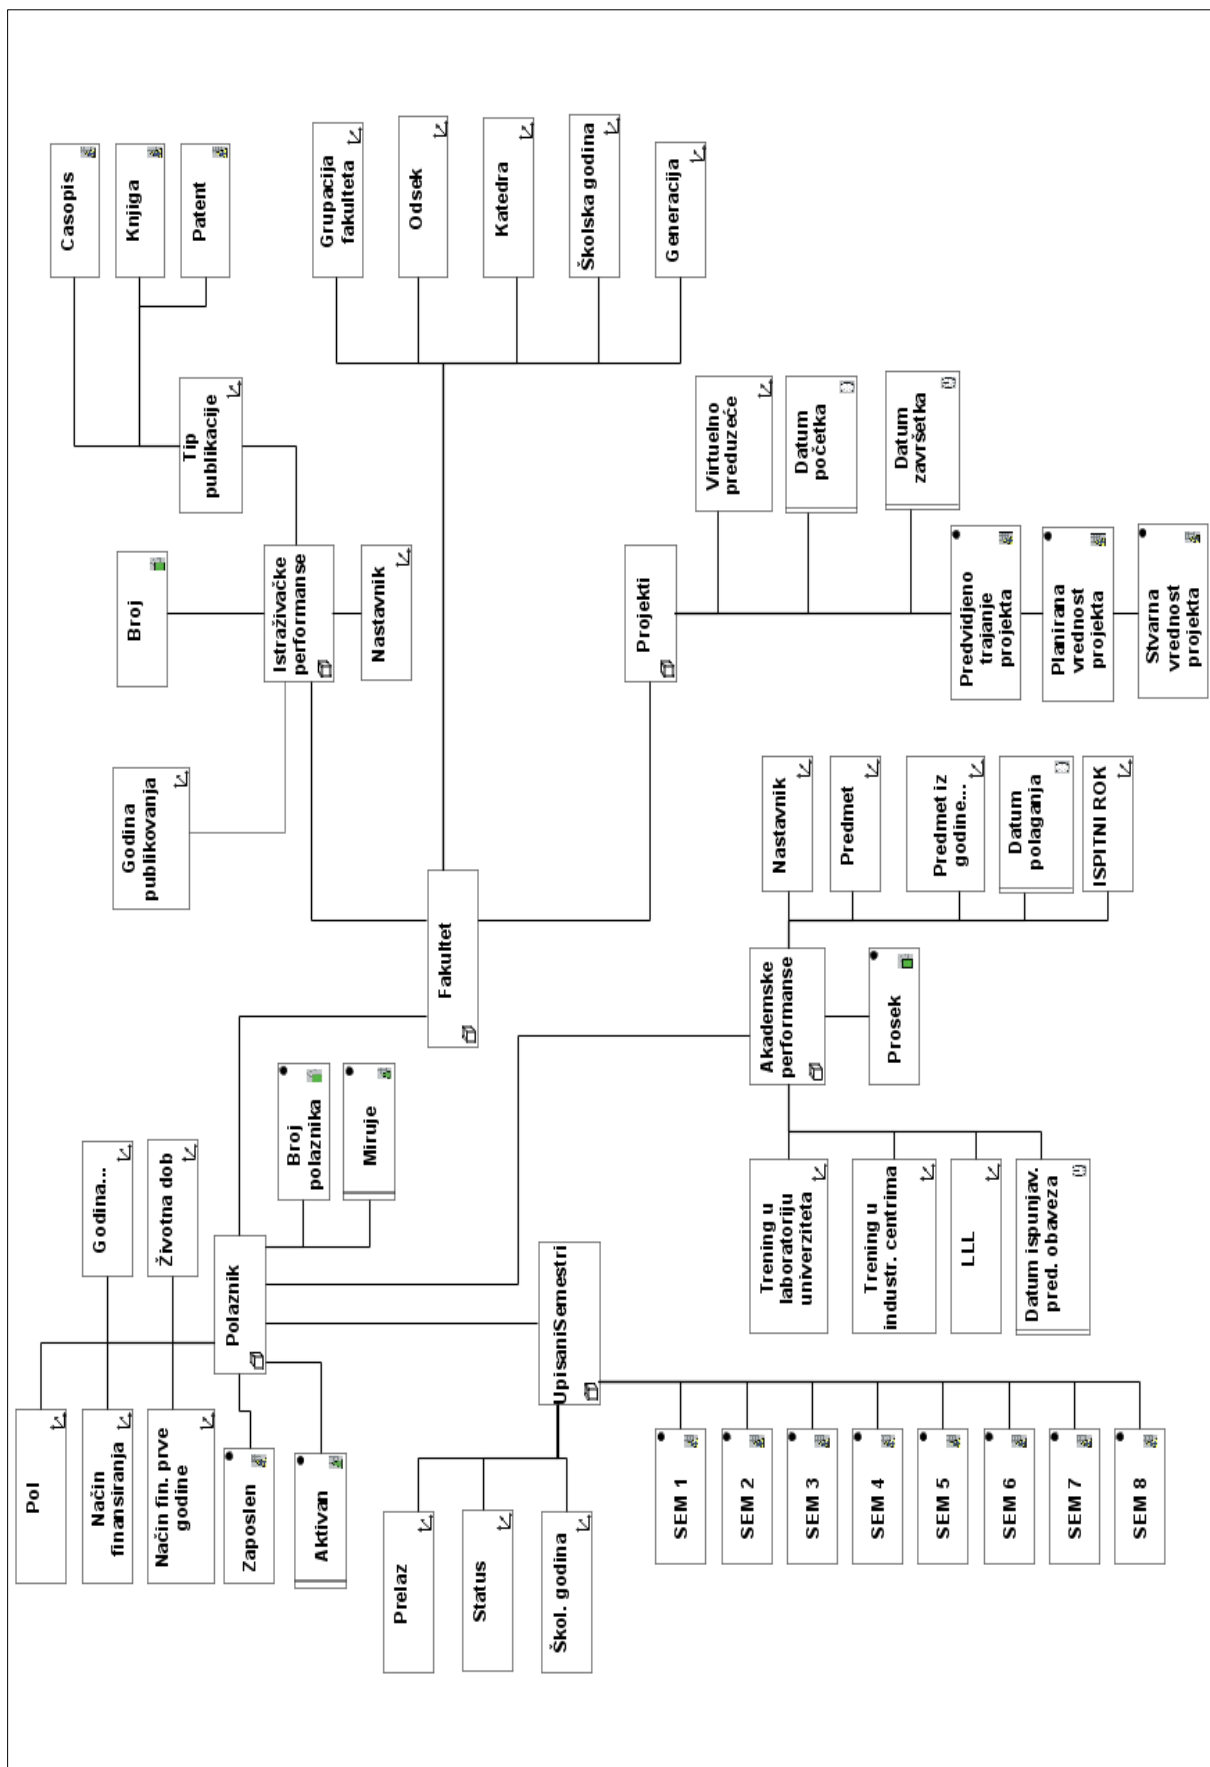 Pol
Način
finansiranja
Način fin. prve
godine
Zaposlen
Aktivan
Godina...
Životna dob
Polaznik
Broj
polaznika
Miruje
Prelaz
Status
Škol. godina
UpisaniSemestri
SEM 1
SEM 2
SEM 3
SEM 4
SEM 5
SEM 6
SEM 7
SEM 8
Fakultet
Godina
publikovanja
Broj
Istraživačke
performanse
Nastavnik
Tip
publikacije
Casopis
Knjiga
Patent
Grupacija
fakulteta
Odsek
Katedra
Školska godina
Generacija
Projekti
Virtuelno
preduzeće
Datum
početka
Datum
završetka
Predvidjeno
trajanje
projekta
Planirana
vrednost
projekta
Stvarna
vrednost
projekta
Akademske
performanse
Prosek
Nastavnik
Predmet
Predmet iz
godine...
Datum
polaganja
ISPITNI ROK
Trening u
laboratoriju
univerziteta
Trening u
industr. centrima
LLL
Datum ispunjav.
pred. obaveza